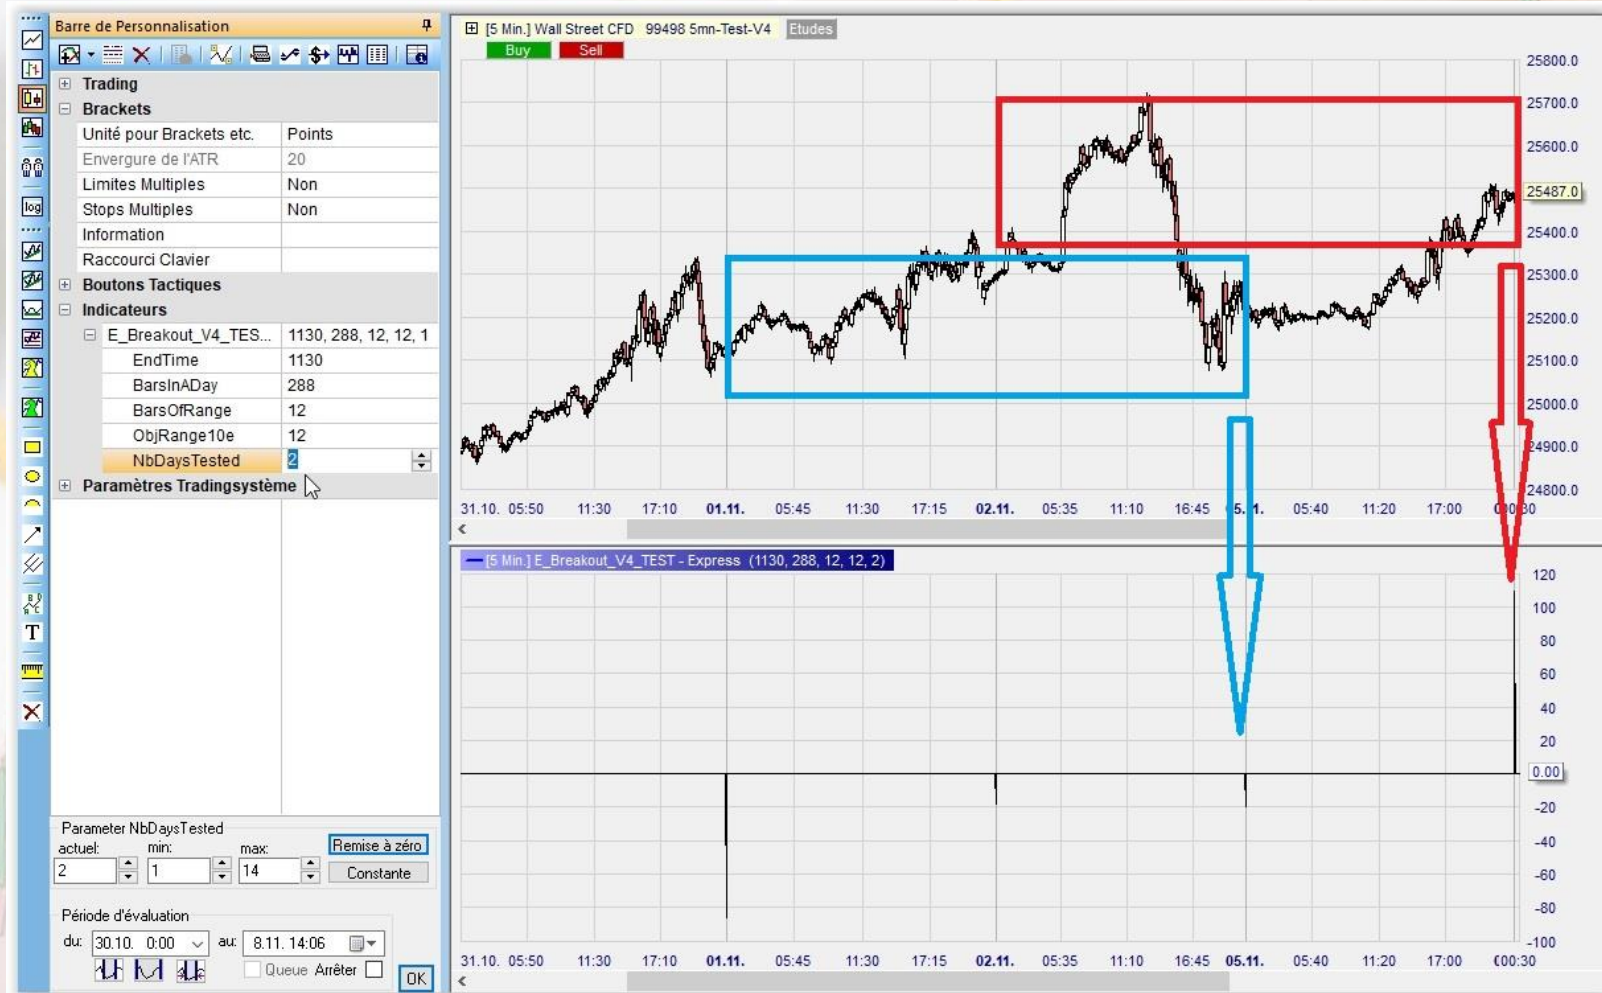 Barre de Personnalisation
Trading
Brackets
Unité pour Brackets etc. Points
Envergure de l'ATR 20
Limites Multiples Non
Stops Multiples Non
Information
Raccourci Clavier
Boutons Tactiques
Indicateurs
E_Breakout_V4_TES... 1130, 288, 12, 12, 1
EndTime 1130
BarsInADay 288
BarsOfRange 12
ObjRange10e 12
NbDaysTested 2
Paramètres Tradingsystème
log
T
Parameter NbDaysTested
actuel: min: max: Remise à zéro
2 1 14 Constante
Période d'évaluation
du: 30.10. 0:00 au: 8.11. 14:06
Queue Arrêter OK
[5 Min.] Wall Street CFD 99498 5mn-Test-V4 Etudes
Buy Sell
25800.0
25700.0
25600.0
25487.0
25400.0
25300.0
25200.0
25100.0
25000.0
24900.0
24800.0
31.10. 05:50 11:30 17:10 01.11. 05:45 11:30 17:15 02.11. 05:35 11:10 16:45 05:40 11:20 17:00
[5 Min.] E_Breakout_V4_TEST - Express (1130, 288, 12, 12, 2)
120
100
80
60
40
20
0.00
-20
-40
-60
-80
-100
31.10. 05:50 11:30 17:10 01.11. 05:45 11:30 17:15 02.11. 05:35 11:10 16:45 05.11. 05:40 11:20 17:00 00:30